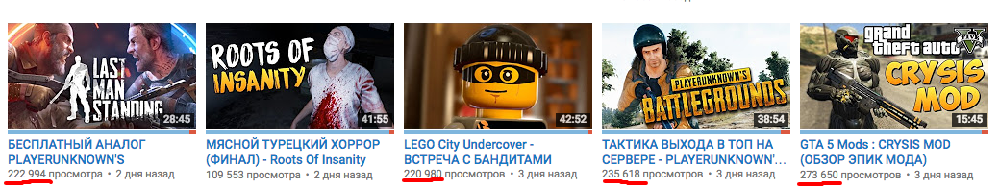 LAST
MAN
STANDING
28:45
БЕСПЛАТНЫЙ АНАЛОГ
PLAYERUNKNOWN'S
222 994 просмотра • 2 дня назад
ROOTS OF
INSANITY
41:55
МЯСНОЙ ТУРЕЦКИЙ ХОРРОР
(ФИНАЛ) - Roots Of Insanity
109 553 просмотра • 2 дня назад
42:52
LEGO City Undercover -
ВСТРЕЧА С БАНДИТАМИ
220 980 просмотров • 3 дня назад
PLAYERUNKNOWN'S
BATTLEGROUNDS
38:54
ТАКТИКА ВЫХОДА В ТОП НА
СЕРВЕРЕ - PLAYERUNKNOWN'...
235 618 просмотров • 3 дня назад
grand
theft auto
V
FIVE
CRYSIS
MOD
15:45
GTA 5 Mods : CRYSIS MOD
(ОБЗОР ЭПИК МОДА)
273 650 просмотров • 3 дня назад